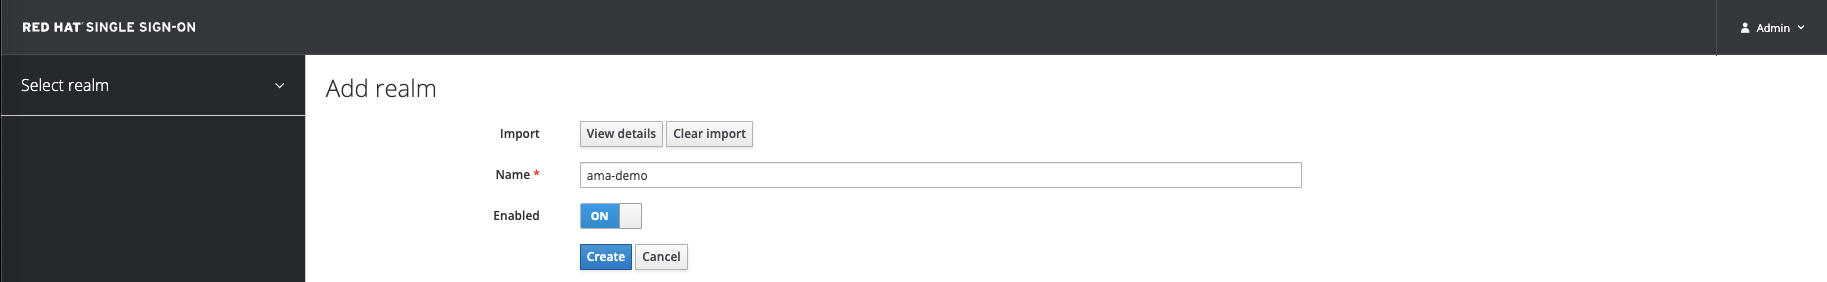 RED HAT SINGLE SIGN-ON
Admin
Select realm
Add realm
Import View details Clear import
Name * ama-demo
Enabled ON
Create Cancel